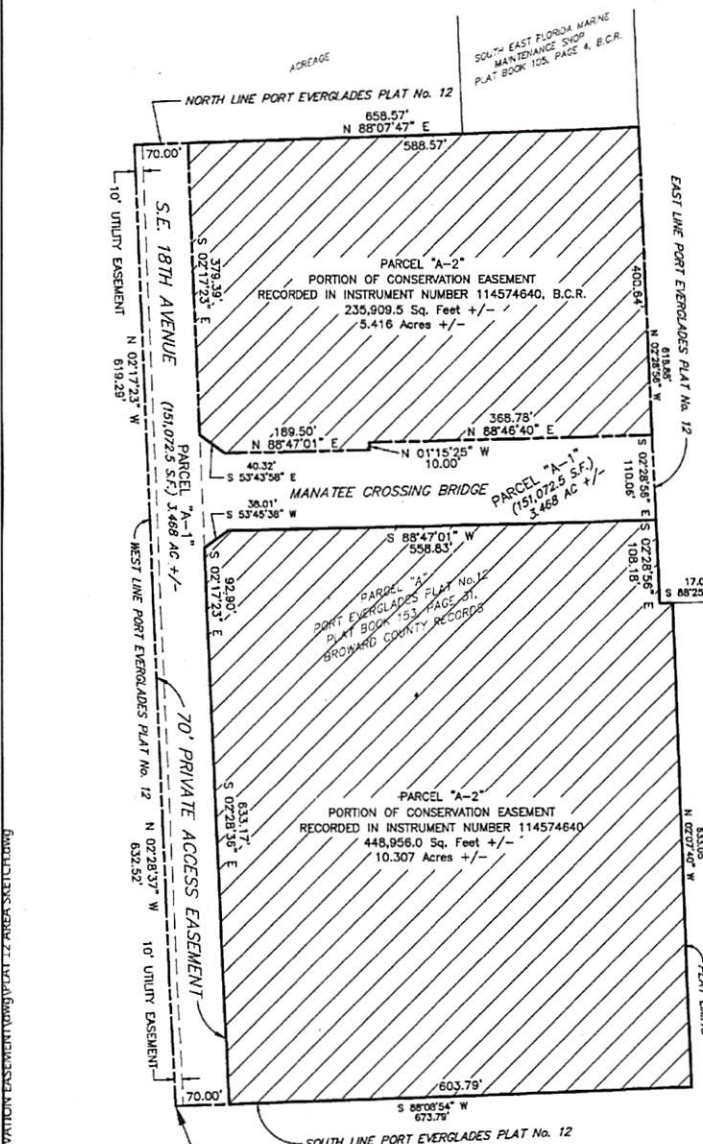 ACREAGE
SOUTH EAST FLORIDA MARINE
MAINTENANCE SHOP
PLAT BOOK 105, PAGE 4, B.C.R.
NORTH LINE PORT EVERGLADES PLAT No. 12
658.57'
N 88°07'47" E
588.57'
70.00'
10' UTILITY EASEMENT
S.E. 18TH AVENUE
379.39'
S 02°17'23" E
PARCEL "A-2"
PORTION OF CONSERVATION EASEMENT
RECORDED IN INSTRUMENT NUMBER 114574640, B.C.R.
235,909.5 Sq. Feet +/-
5.416 Acres +/-
400.64'
EAST LINE PORT EVERGLADES PLAT No. 12
618.88'
N 02°28'56" W
N 02°17'23" W
619.29'
189.50'
N 88°47'01" E
368.78'
N 88°46'40" E
N 01°15'25" W
10.00'
40.32'
S 53°43'58" E
MANATEE CROSSING BRIDGE
PARCEL "A-1"
(151,072.5 S.F.)
3.468 AC +/-
S 02°28'56" E
110.06'
PARCEL "A-1"
(151,072.5 S.F.) 3.468 AC +/-
38.01'
S 53°45'38" W
S 88°47'01" W
558.83'
S 02°28'56" E
108.18'
17.0
S 88°25
92.90'
S 02°17'23" E
PARCEL "A"
PORT EVERGLADES PLAT No.12
PLAT BOOK 153, PAGE 31,
BROWARD COUNTY RECORDS
WEST LINE PORT EVERGLADES PLAT No. 12
70' PRIVATE ACCESS EASEMENT
633.17'
S 02°28'36" E
PARCEL "A-2"
PORTION OF CONSERVATION EASEMENT
RECORDED IN INSTRUMENT NUMBER 114574640
448,956.0 Sq. Feet +/-
10.307 Acres +/-
N 02°07'40" W
N 02°28'37" W
632.52'
10' UTILITY EASEMENT
70.00'
603.79'
S 88°08'54" W
673.79'
SOUTH LINE PORT EVERGLADES PLAT No. 12